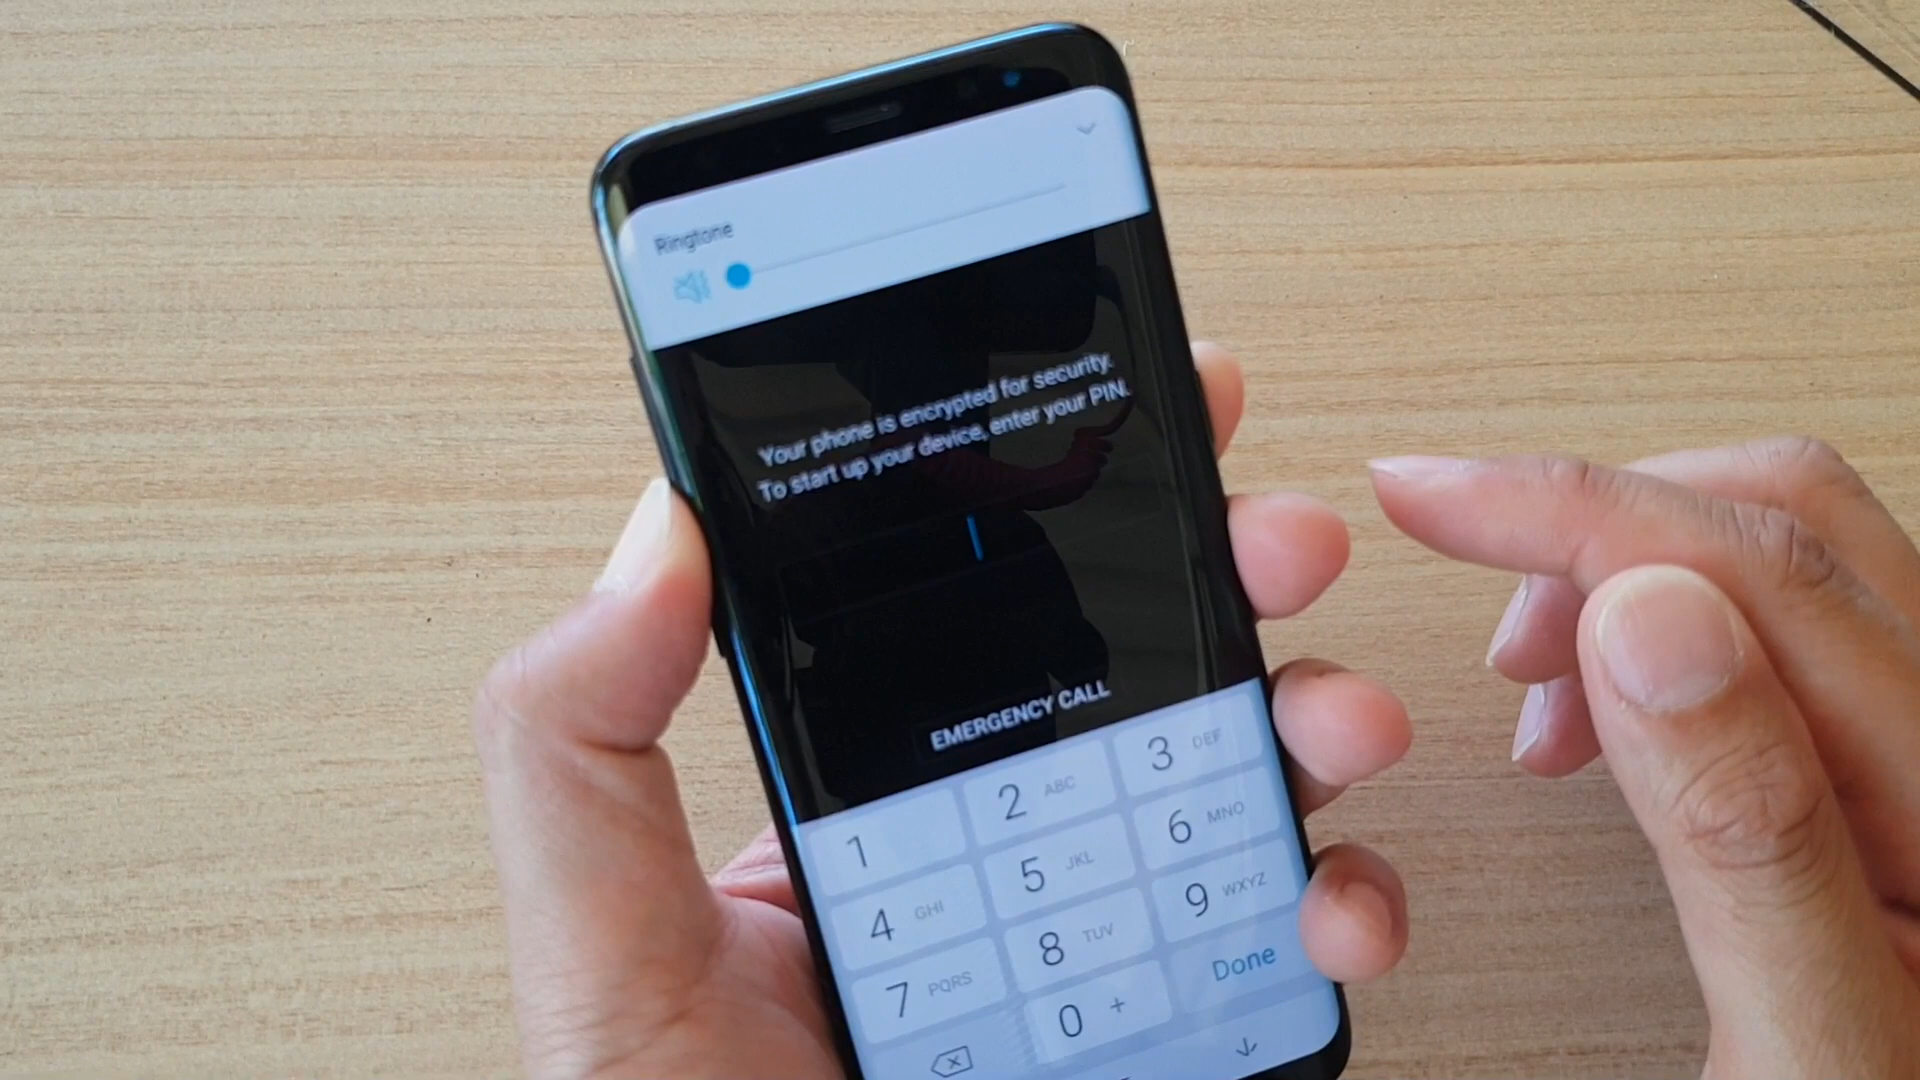 Ringtone
Your phone is encrypted for security.
To start up your device, enter your PIN.
EMERGENCY CALL
1
2 ABC
3 DEF
4 GHI
5 JKL
6 MNO
7 PQRS
8 TUV
9 WXYZ
0 +
Done